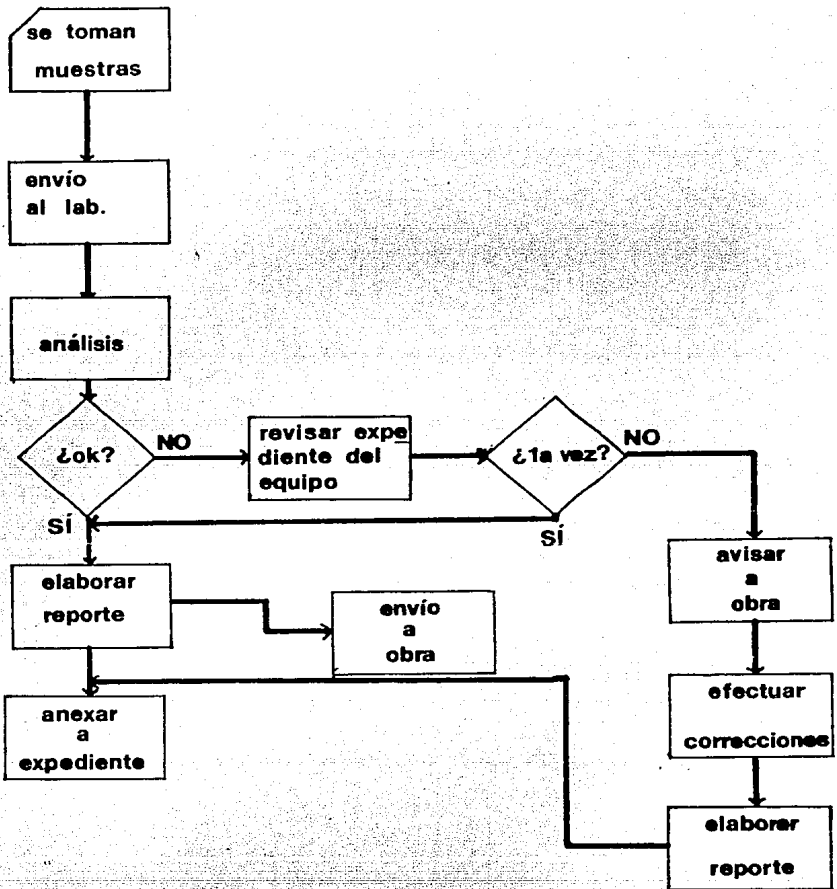 se toman
muestras
envío
al lab.
análisis
¿ok?
NO
revisar expe
diente del
equipo
¿1a vez?
NO
SÍ
SÍ
elaborar
reporte
envío
a
obra
avisar
a
obra
anexar
a
expediente
efectuar
correcciones
elaborar
reporte